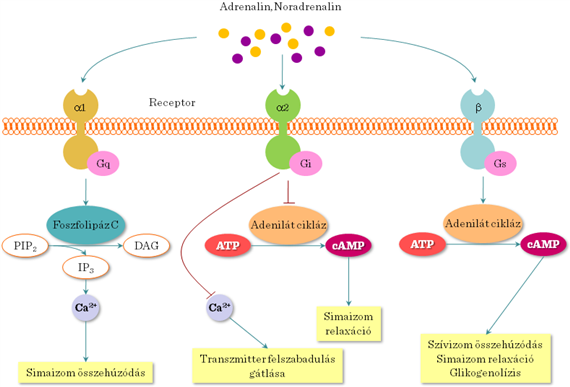 Adrenalin,Noradrenalin
Receptor
α1
α2
β
Gq
Gi
Gs
Foszfolipáz C
Adenilát cikláz
Adenilát cikláz
PIP2
DAG
ATP
cAMP
ATP
cAMP
IP3
Ca2+
Ca2+
Simaizom
relaxáció
Simaizom összehúzódás
Transzmitter felszabadulás
gátlása
Szívizom összehúzódás
Simaizom relaxáció
Glikogenolízis